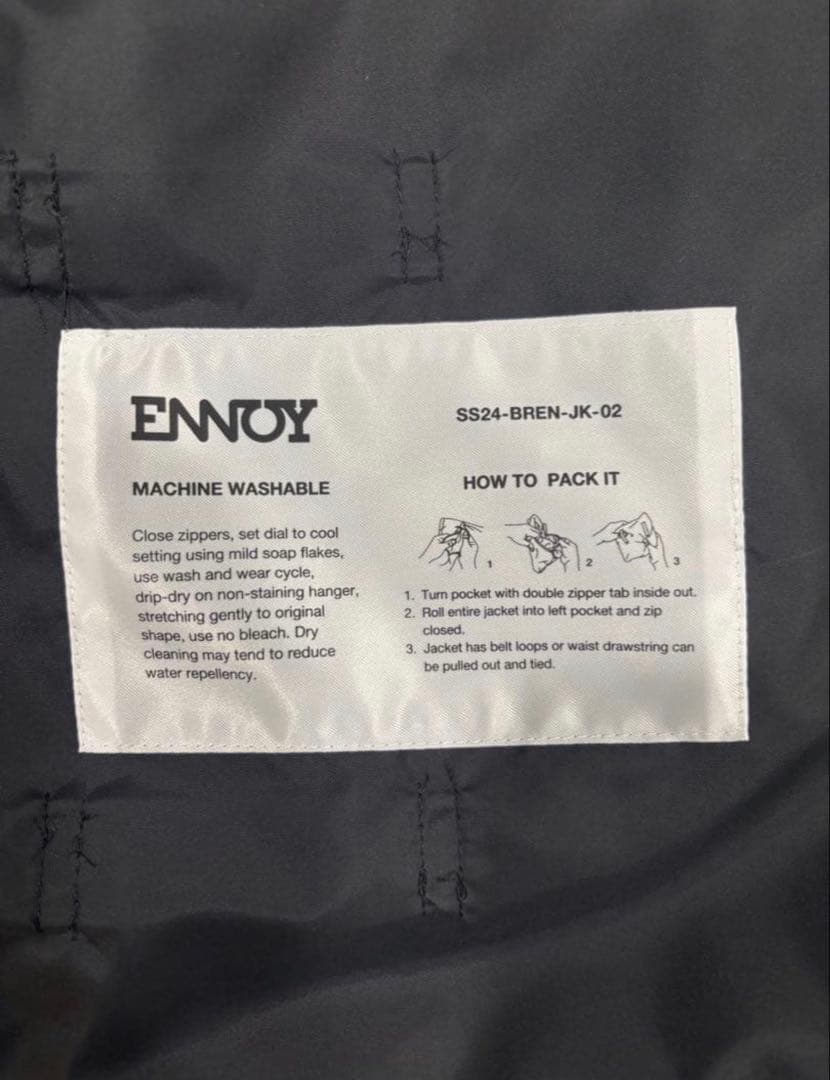 ENNOY
MACHINE WASHABLE
Close zippers, set dial to cool
setting using mild soap flakes,
use wash and wear cycle,
drip-dry on non-staining hanger,
stretching gently to original
shape, use no bleach. Dry
cleaning may tend to reduce
water repellency.
SS24-BREN-JK-02
HOW TO PACK IT
1 2 3
1. Turn pocket with double zipper tab inside out.
2. Roll entire jacket into left pocket and zip
closed.
3. Jacket has belt loops or waist drawstring can
be pulled out and tied.